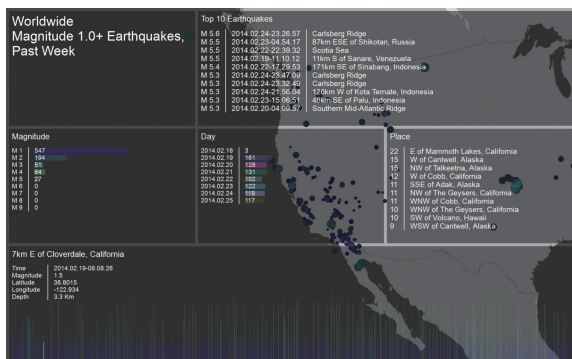 Worldwide
Magnitude 1.0+ Earthquakes,
Past Week
Top 10 Earthquakes
M 5.6 2014.02.24-23.26.57 Carlsberg Ridge
M 5.5 2014.02.23-04.54.17 87km ESE of Shikotan, Russia
M 5.5 2014.02.22-22.39.32 Scotia Sea
M 5.5 2014.02.19-11.10.12 11km S of Sanare, Venezuela
M 5.4 2014.02.22-17.29.53 171km SE of Sinabang, Indonesia
M 5.3 2014.02.24-23.47.09 Carlsberg Ridge
M 5.3 2014.02.24-23.32.49 Carlsberg Ridge
M 5.3 2014.02.24-21.56.04 126km W of Kota Ternate, Indonesia
M 5.3 2014.02.23-15.06.51 48km SE of Palu, Indonesia
M 5.3 2014.02.20-04.09.57 Southern Mid-Atlantic Ridge
Magnitude
M 1 547
M 2 194
M 3 51
M 4 64
M 5 27
M 6 0
M 7 0
M 8 0
M 9 0
Day
2014.02.18 3
2014.02.19 161
2014.02.20 128
2014.02.21 131
2014.02.22 102
2014.02.23 122
2014.02.24 119
2014.02.25 117
Place
22 E of Mammoth Lakes, California
15 W of Cantwell, Alaska
15 NW of Talkeetna, Alaska
12 W of Cobb, California
11 SSE of Adak, Alaska
11 NW of The Geysers, California
11 WNW of Cobb, California
10 WNW of The Geysers, California
10 SW of Volcano, Hawaii
9 WSW of Cantwell, Alaska
7km E of Cloverdale, California
Time 2014.02.19-08.08.26
Magnitude 1.5
Latitude 38.8015
Longitude -122.934
Depth 3.3 Km